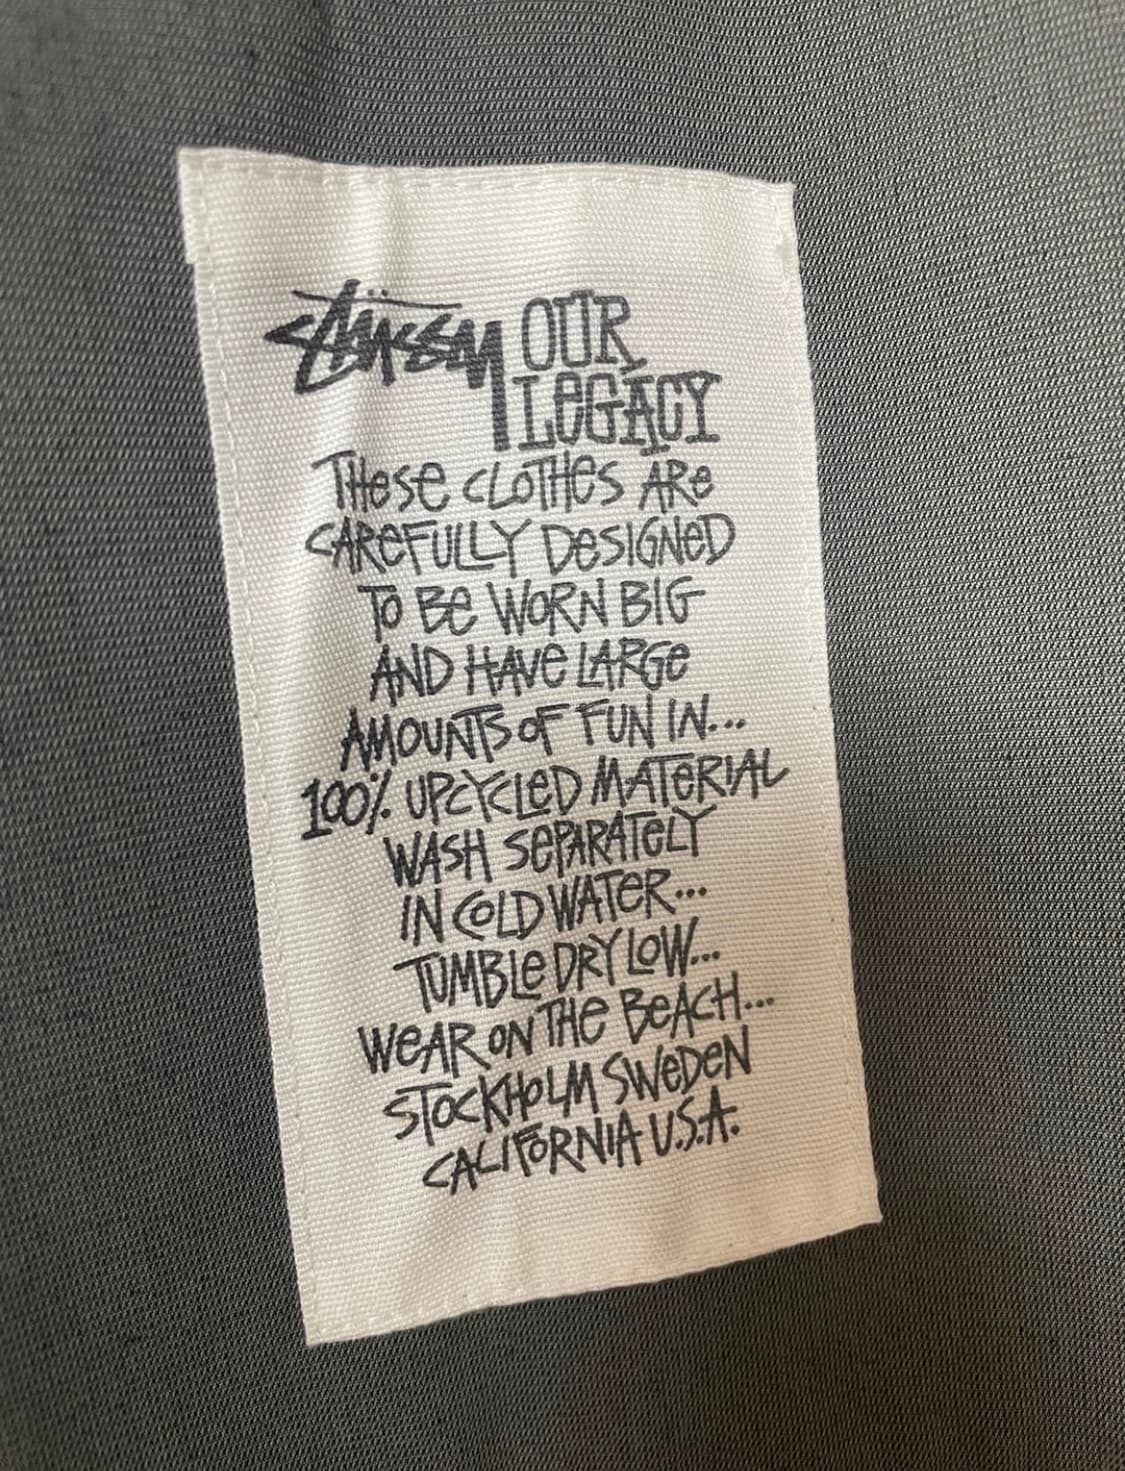 STÜSSY OUR
LEGACY
THESE CLOTHES ARE
CAREFULLY DESIGNED
TO BE WORN BIG
AND HAVE LARGE
AMOUNTS OF FUN IN...
100% UPCYCLED MATERIAL
WASH SEPARATELY
IN COLD WATER...
TUMBLE DRY LOW...
WEAR ON THE BEACH...
STOCKHOLM SWEDEN
CALIFORNIA U.S.A.